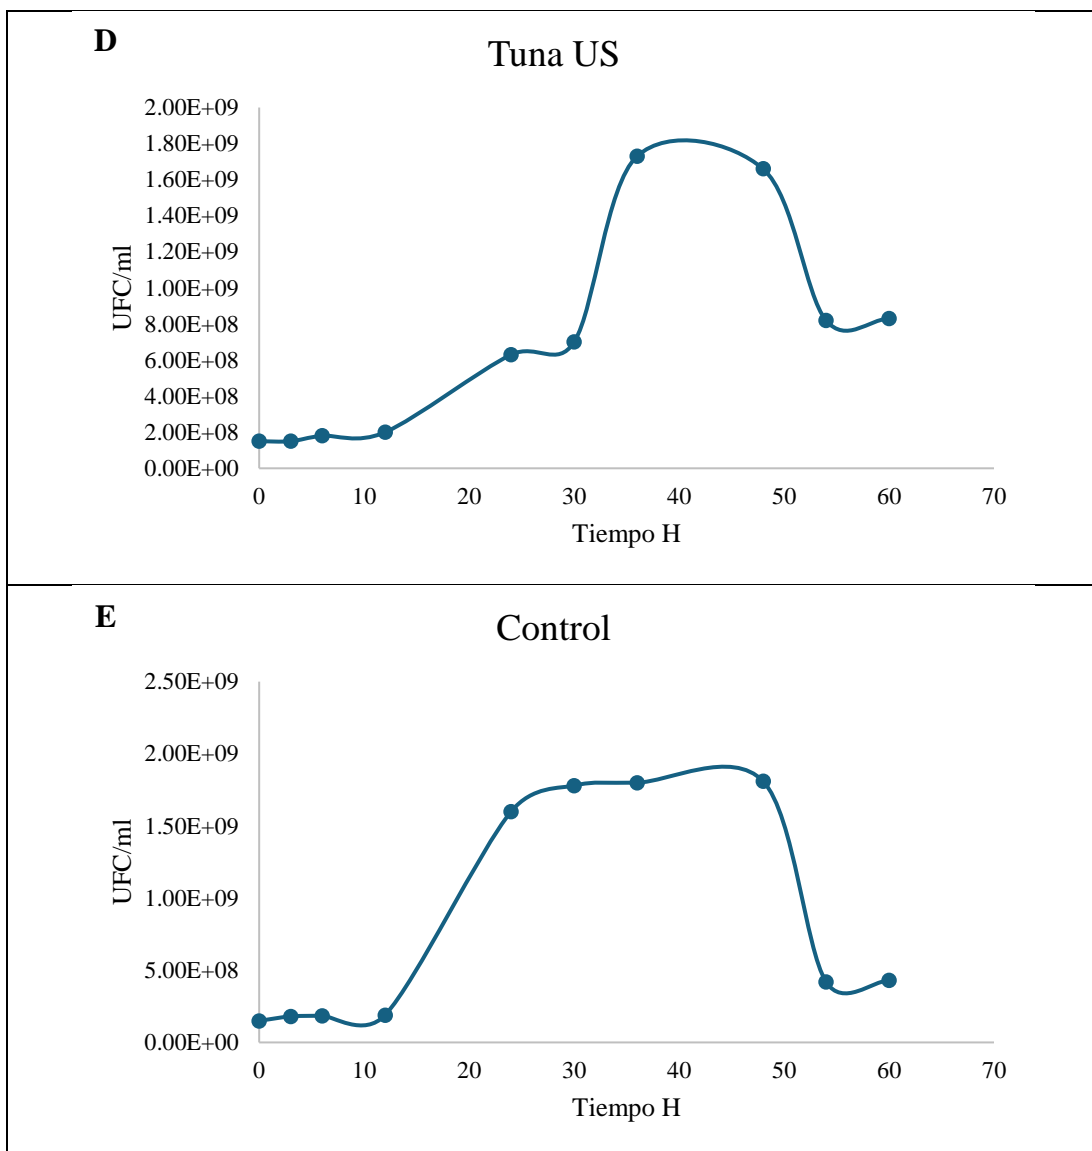 D
Tuna US
2.00E+09
1.80E+09
1.60E+09
1.40E+09
1.20E+09
1.00E+09
8.00E+08
6.00E+08
4.00E+08
2.00E+08
0.00E+00
UFC/ml
0 10 20 30 40 50 60 70
Tiempo H
E
Control
2.50E+09
2.00E+09
1.50E+09
1.00E+09
5.00E+08
0.00E+00
UFC/ml
0 10 20 30 40 50 60 70
Tiempo H